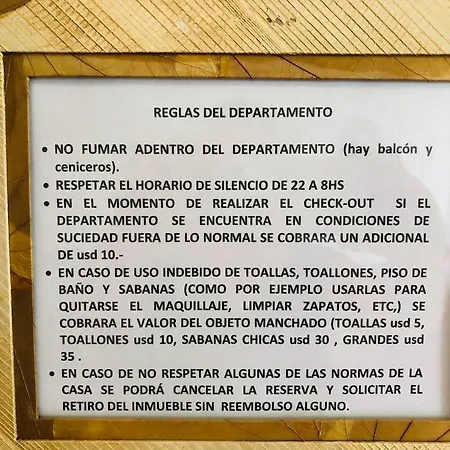 REGLAS DEL DEPARTAMENTO
• NO FUMAR ADENTRO DEL DEPARTAMENTO (hay balcón y
ceniceros).
• RESPETAR EL HORARIO DE SILENCIO DE 22 A 8HS
• EN EL MOMENTO DE REALIZAR EL CHECK-OUT SI EL
DEPARTAMENTO SE ENCUENTRA EN CONDICIONES DE
SUCIEDAD FUERA DE LO NORMAL SE COBRARA UN ADICIONAL
DE usd 10.-
• EN CASO DE USO INDEBIDO DE TOALLAS, TOALLONES, PISO DE
BAÑO Y SABANAS (COMO POR EJEMPLO USARLAS PARA
QUITARSE EL MAQUILLAJE, LIMPIAR ZAPATOS, ETC,) SE
COBRARA EL VALOR DEL OBJETO MANCHADO (TOALLAS usd 5,
TOALLONES usd 10, SABANAS CHICAS usd 30 , GRANDES usd
35 .
• EN CASO DE NO RESPETAR ALGUNAS DE LAS NORMAS DE LA
CASA SE PODRÁ CANCELAR LA RESERVA Y SOLICITAR EL
RETIRO DEL INMUEBLE SIN REEMBOLSO ALGUNO.